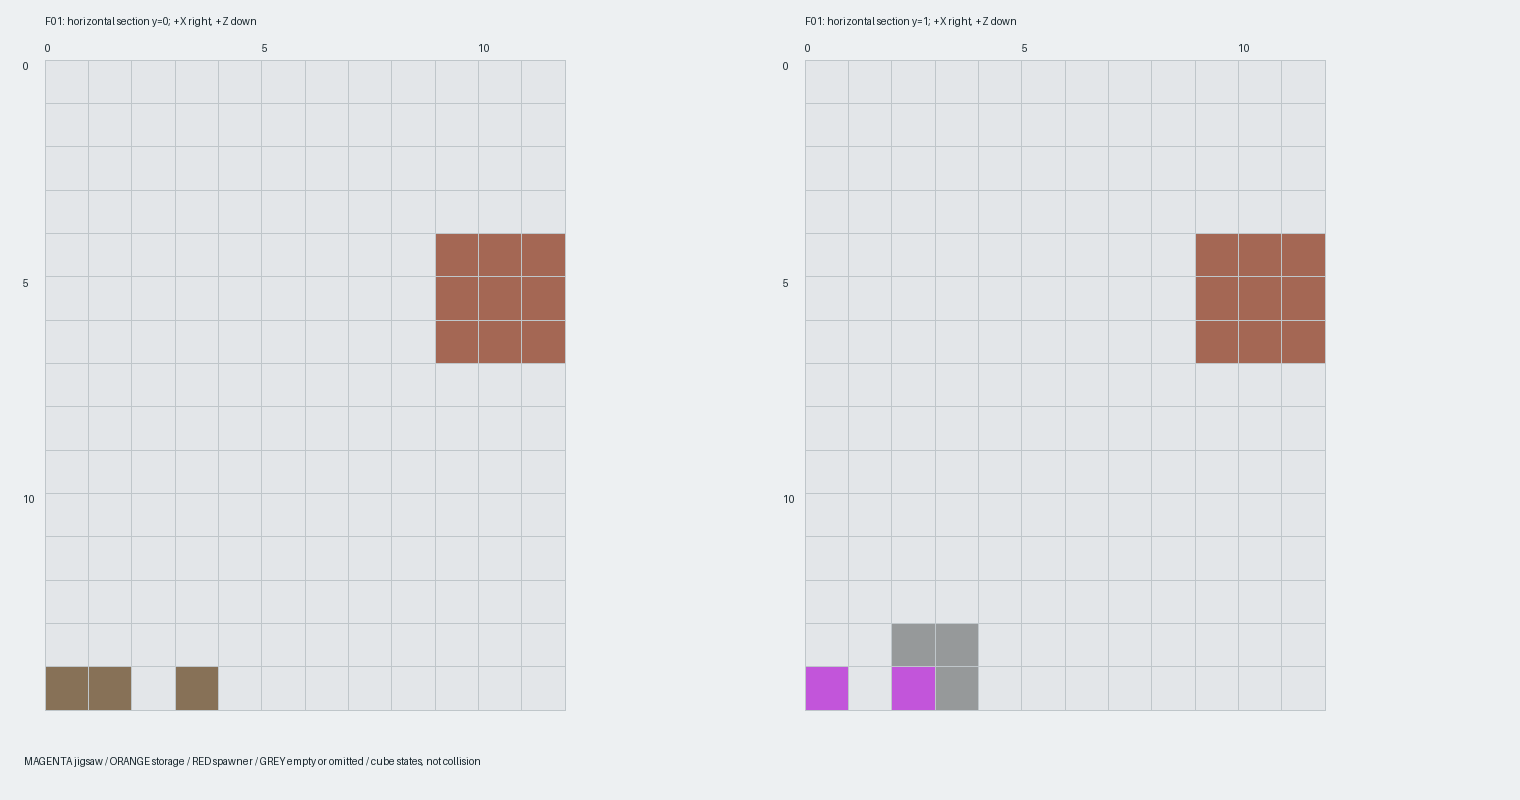 F01: horizontal section y=0; +X right, +Z down
F01: horizontal section y=1; +X right, +Z down
0 5 10
0 5 10
0
0
5
5
10
10
MAGENTA jigsaw / ORANGE storage / RED spawner / GREY empty or omitted / cube states, not collision